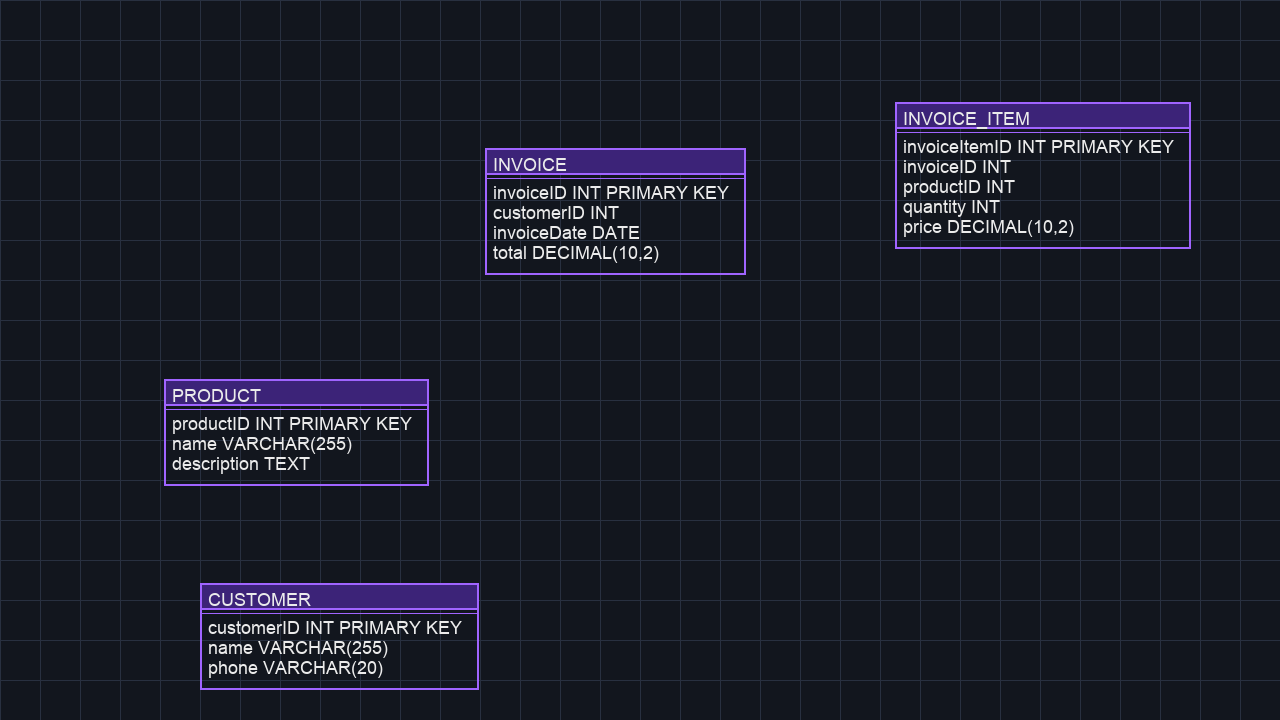 INVOICE_ITEM
invoiceItemID INT PRIMARY KEY
invoiceID INT
productID INT
quantity INT
price DECIMAL(10,2)
INVOICE
invoiceID INT PRIMARY KEY
customerID INT
invoiceDate DATE
total DECIMAL(10,2)
PRODUCT
productID INT PRIMARY KEY
name VARCHAR(255)
description TEXT
CUSTOMER
customerID INT PRIMARY KEY
name VARCHAR(255)
phone VARCHAR(20)